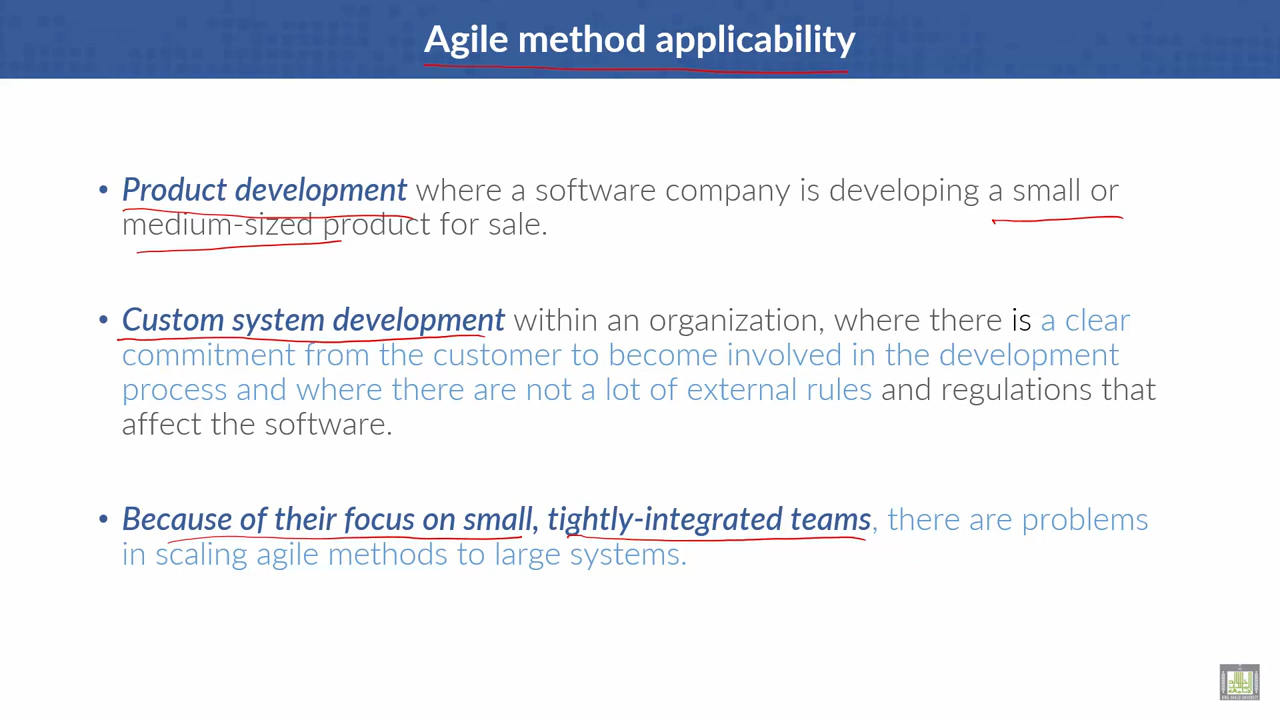 Agile method applicability
• Product development where a software company is developing a small or
medium-sized product for sale.
• Custom system development within an organization, where there is a clear
commitment from the customer to become involved in the development
process and where there are not a lot of external rules and regulations that
affect the software.
• Because of their focus on small, tightly-integrated teams, there are problems
in scaling agile methods to large systems.